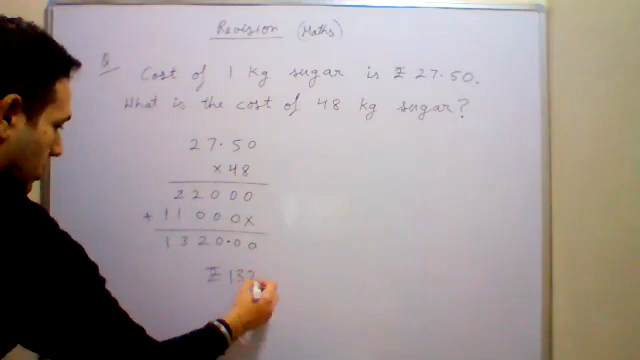 Revision (Maths)
Q Cost of 1 kg sugar is ₹ 27.50.
What is the cost of 48 kg sugar?
27.50
×48
22000
+11000×
1320.00
₹ 132